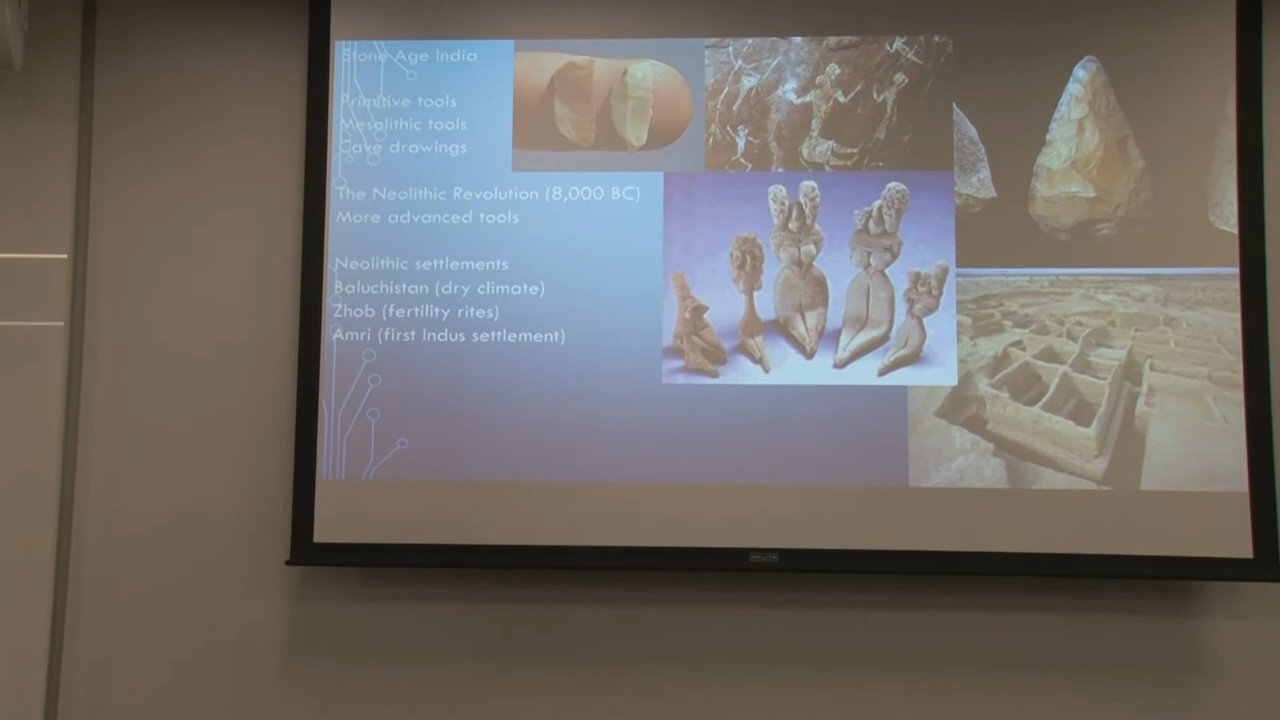 Stone Age India
Primitive tools
Mesolithic tools
Cave drawings
The Neolithic Revolution (8,000 BC)
More advanced tools
Neolithic settlements
Baluchistan (dry climate)
Zhob (fertility rites)
Amri (first Indus settlement)